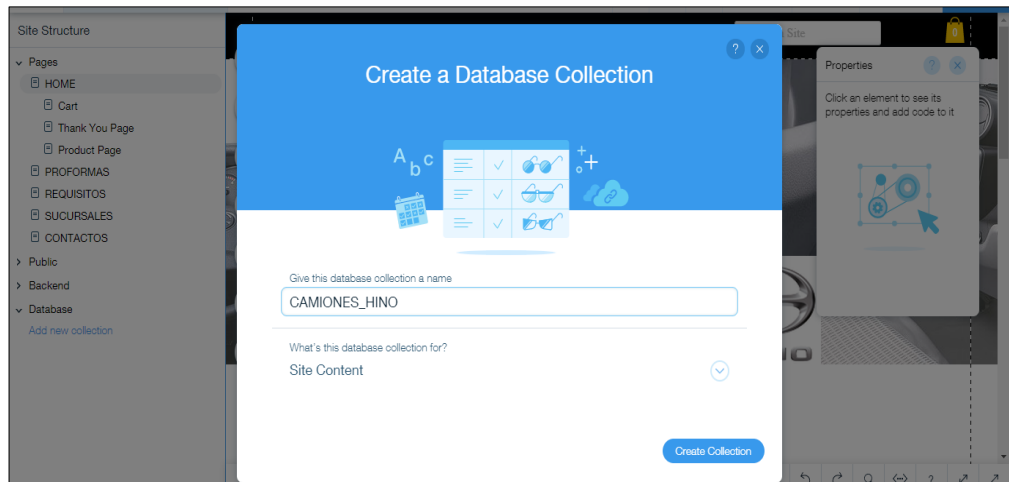 Site Structure
Pages
HOME
Cart
Thank You Page
Product Page
PROFORMAS
REQUISITOS
SUCURSALES
CONTACTOS
Public
Backend
Database
Add new collection
Create a Database Collection
? ×
A b c
Give this database collection a name
CAMIONES_HINO
What's this database collection for?
Site Content
Create Collection
Site
0
Properties
? ×
Click an element to see its
properties and add code to it
?